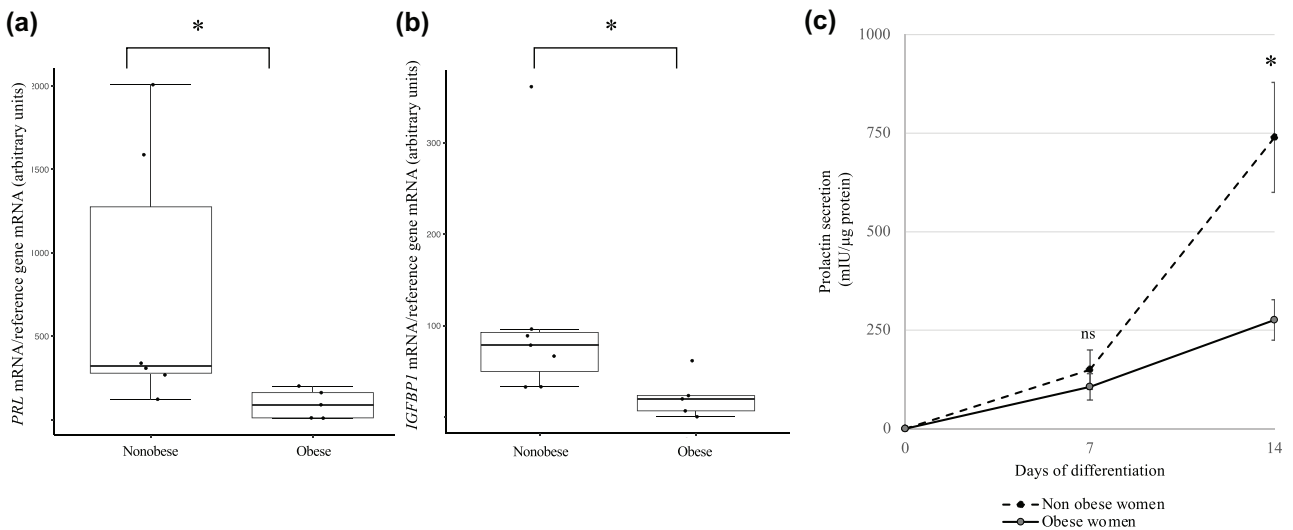 (a)
*
PRL mRNA/reference gene mRNA (arbitrary units)
2000
1500
1000
500
Nonobese
Obese
(b)
*
IGFBP1 mRNA/reference gene mRNA (arbitrary units)
300
200
100
Nonobese
Obese
(c)
Prolactin secretion
(mIU/µg protein)
1000
750
500
250
0
ns
*
0
7
14
Days of differentiation
Non obese women
Obese women